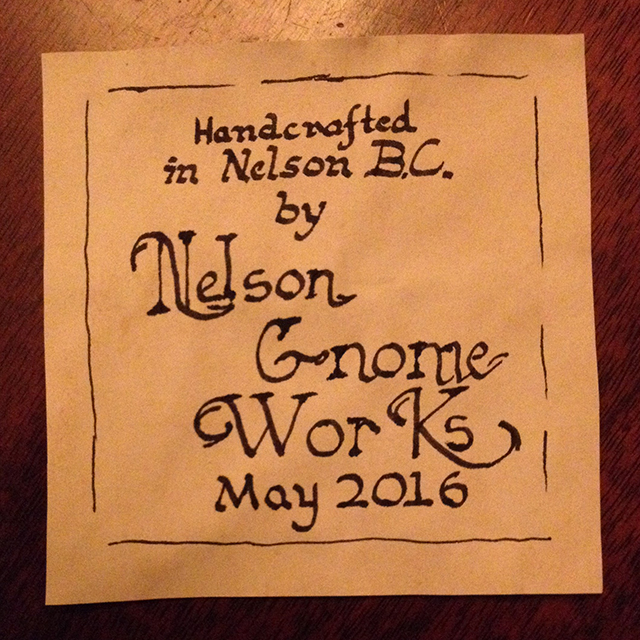 Handcrafted
in Nelson B.C.
by
Nelson
Gnome
Works
May 2016